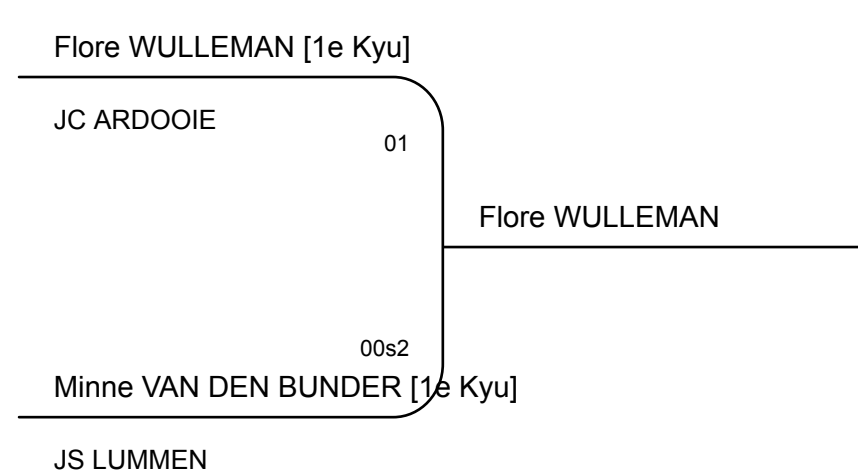 Flore WULLEMAN [1e Kyu]
JC ARDOOIE
01
Flore WULLEMAN
00s2
Minne VAN DEN BUNDER [1e Kyu]
JS LUMMEN